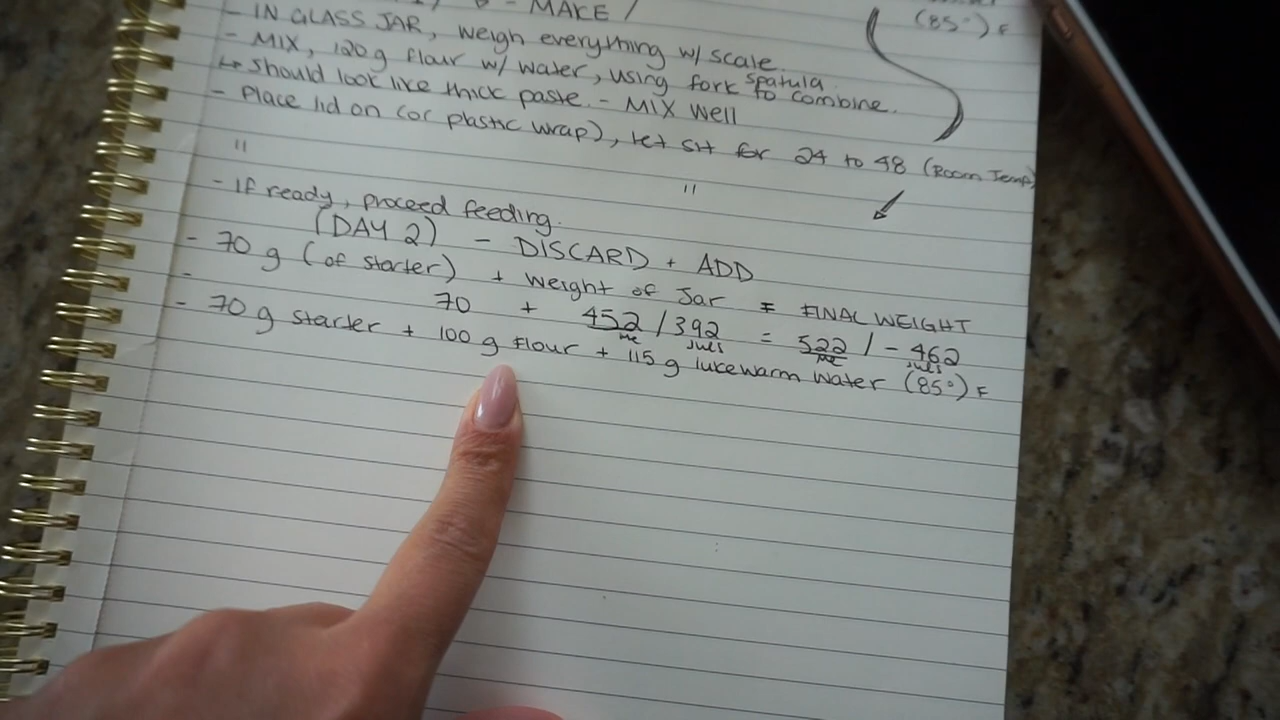 - MAKE /
(85°) F
- IN GLASS JAR, weigh everything w/ scale.
- MIX, 120g flour w/ water, using fork spatula to combine.
↳ should look like thick paste. - MIX Well
- Place lid on (or plastic wrap), let sit for 24 to 48 (Room Temp)
" "
- If ready, proceed feeding.
(DAY 2) - DISCARD + ADD
- 70 g (of starter) + weight of Jar = FINAL WEIGHT
- 70 + 452 / 392 = 522 / - 462
me Jules me Jules
- 70 g starter + 100 g flour + 115 g lukewarm water (85°) F